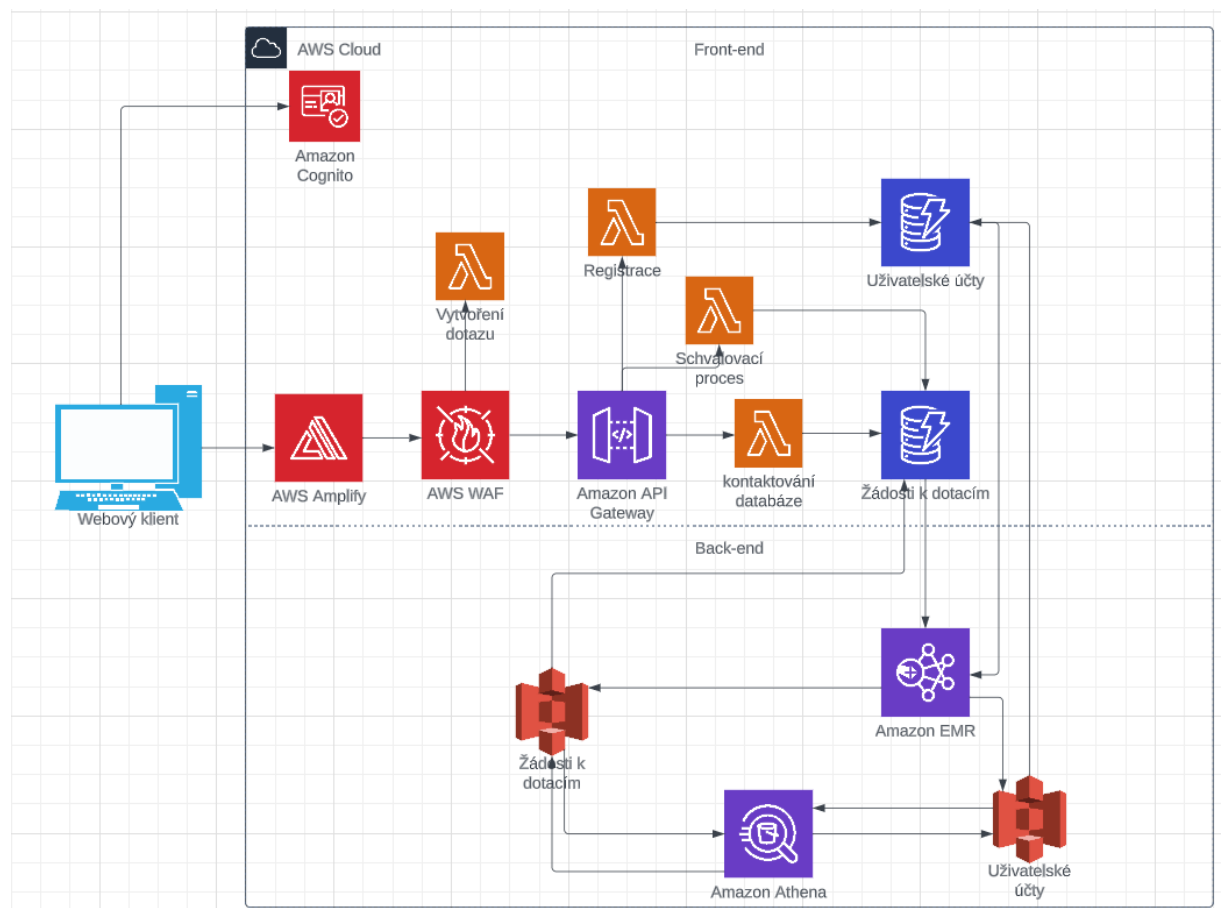 AWS Cloud
Front-end
Amazon
Cognito
Registrace
Uživatelské účty
Vytvoření
dotazu
Schvalovací
proces
Webový klient
AWS Amplify
AWS WAF
Amazon API
Gateway
kontaktování
databáze
Žádosti k dotacím
Back-end
Amazon EMR
Žádosti k
dotacím
Amazon Athena
Uživatelské
účty